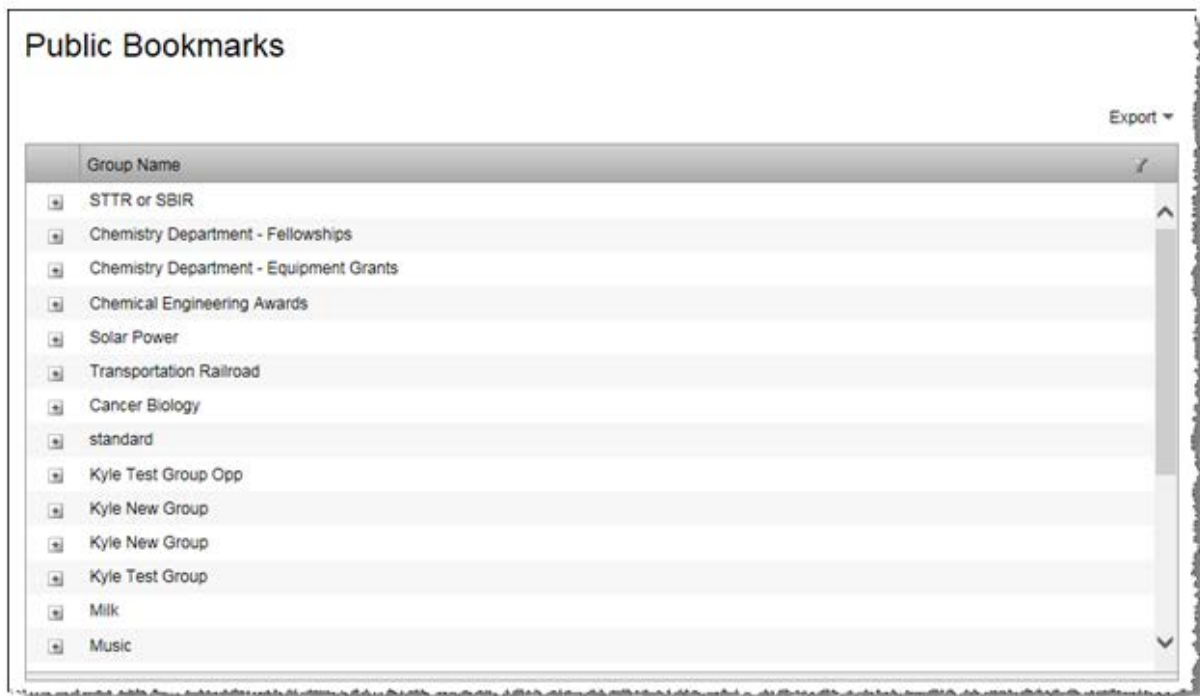 Public Bookmarks
Export
Group Name
STTR or SBIR
Chemistry Department - Fellowships
Chemistry Department - Equipment Grants
Chemical Engineering Awards
Solar Power
Transportation Railroad
Cancer Biology
standard
Kyle Test Group Opp
Kyle New Group
Kyle New Group
Kyle Test Group
Milk
Music